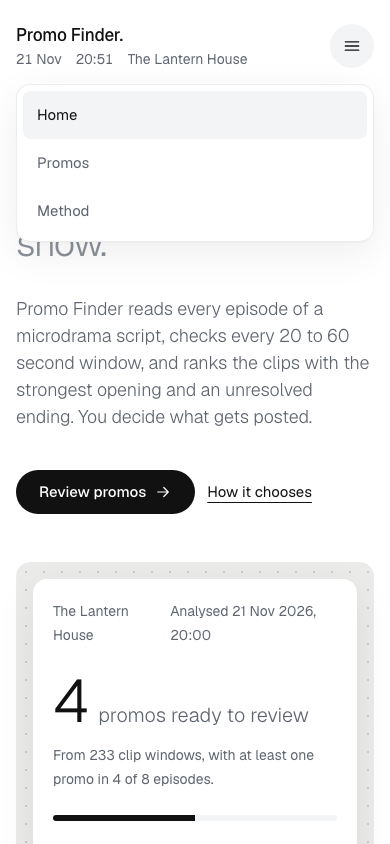 Promo Finder.
21 Nov 20:51 The Lantern House
Home
Promos
Method
show.
Promo Finder reads every episode of a
microdrama script, checks every 20 to 60
second window, and ranks the clips with the
strongest opening and an unresolved
ending. You decide what gets posted.
Review promos → How it chooses
The Lantern House
Analysed 21 Nov 2026, 20:00
4 promos ready to review
From 233 clip windows, with at least one
promo in 4 of 8 episodes.